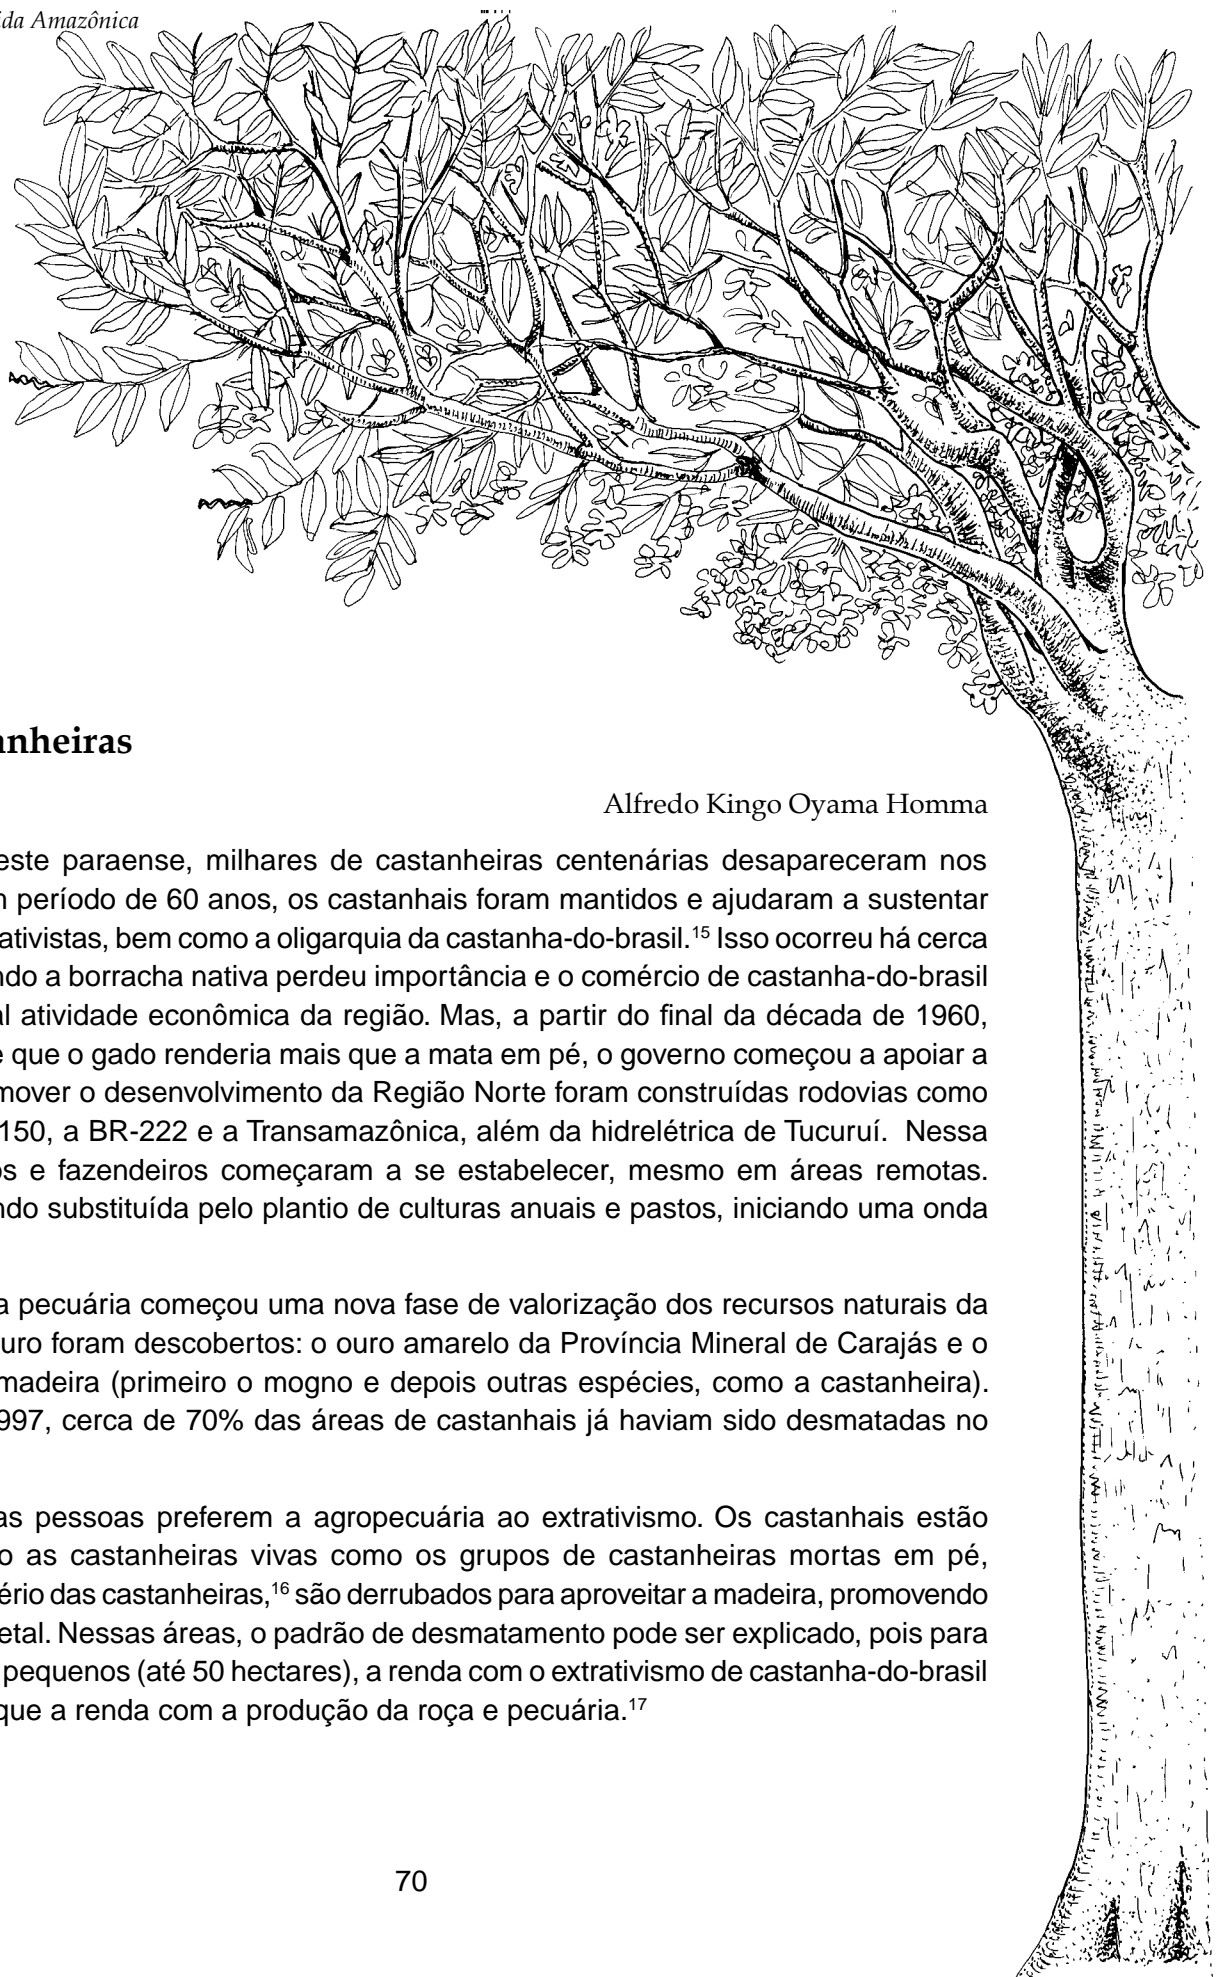 ida Amazônica
anheiras
Alfredo Kingo Oyama Homma
este paraense, milhares de castanheiras centenárias desapareceram nos
período de 60 anos, os castanhais foram mantidos e ajudaram a sustentar
ativistas, bem como a oligarquia da castanha-do-brasil.¹⁵ Isso ocorreu há cerca
ndo a borracha nativa perdeu importância e o comércio de castanha-do-brasil
al atividade econômica da região. Mas, a partir do final da década de 1960,
e que o gado renderia mais que a mata em pé, o governo começou a apoiar a
mover o desenvolvimento da Região Norte foram construídas rodovias como
150, a BR-222 e a Transamazônica, além da hidrelétrica de Tucuruí. Nessa
os e fazendeiros começaram a se estabelecer, mesmo em áreas remotas.
ndo substituída pelo plantio de culturas anuais e pastos, iniciando uma onda
a pecuária começou uma nova fase de valorização dos recursos naturais da
uro foram descobertos: o ouro amarelo da Província Mineral de Carajás e o
madeira (primeiro o mogno e depois outras espécies, como a castanheira).
997, cerca de 70% das áreas de castanhais já haviam sido desmatadas no
as pessoas preferem a agropecuária ao extrativismo. Os castanhais estão
o as castanheiras vivas como os grupos de castanheiras mortas em pé,
ério das castanheiras,¹⁶ são derrubados para aproveitar a madeira, promovendo
etal. Nessas áreas, o padrão de desmatamento pode ser explicado, pois para
pequenos (até 50 hectares), a renda com o extrativismo de castanha-do-brasil
que a renda com a produção da roça e pecuária.¹⁷
70